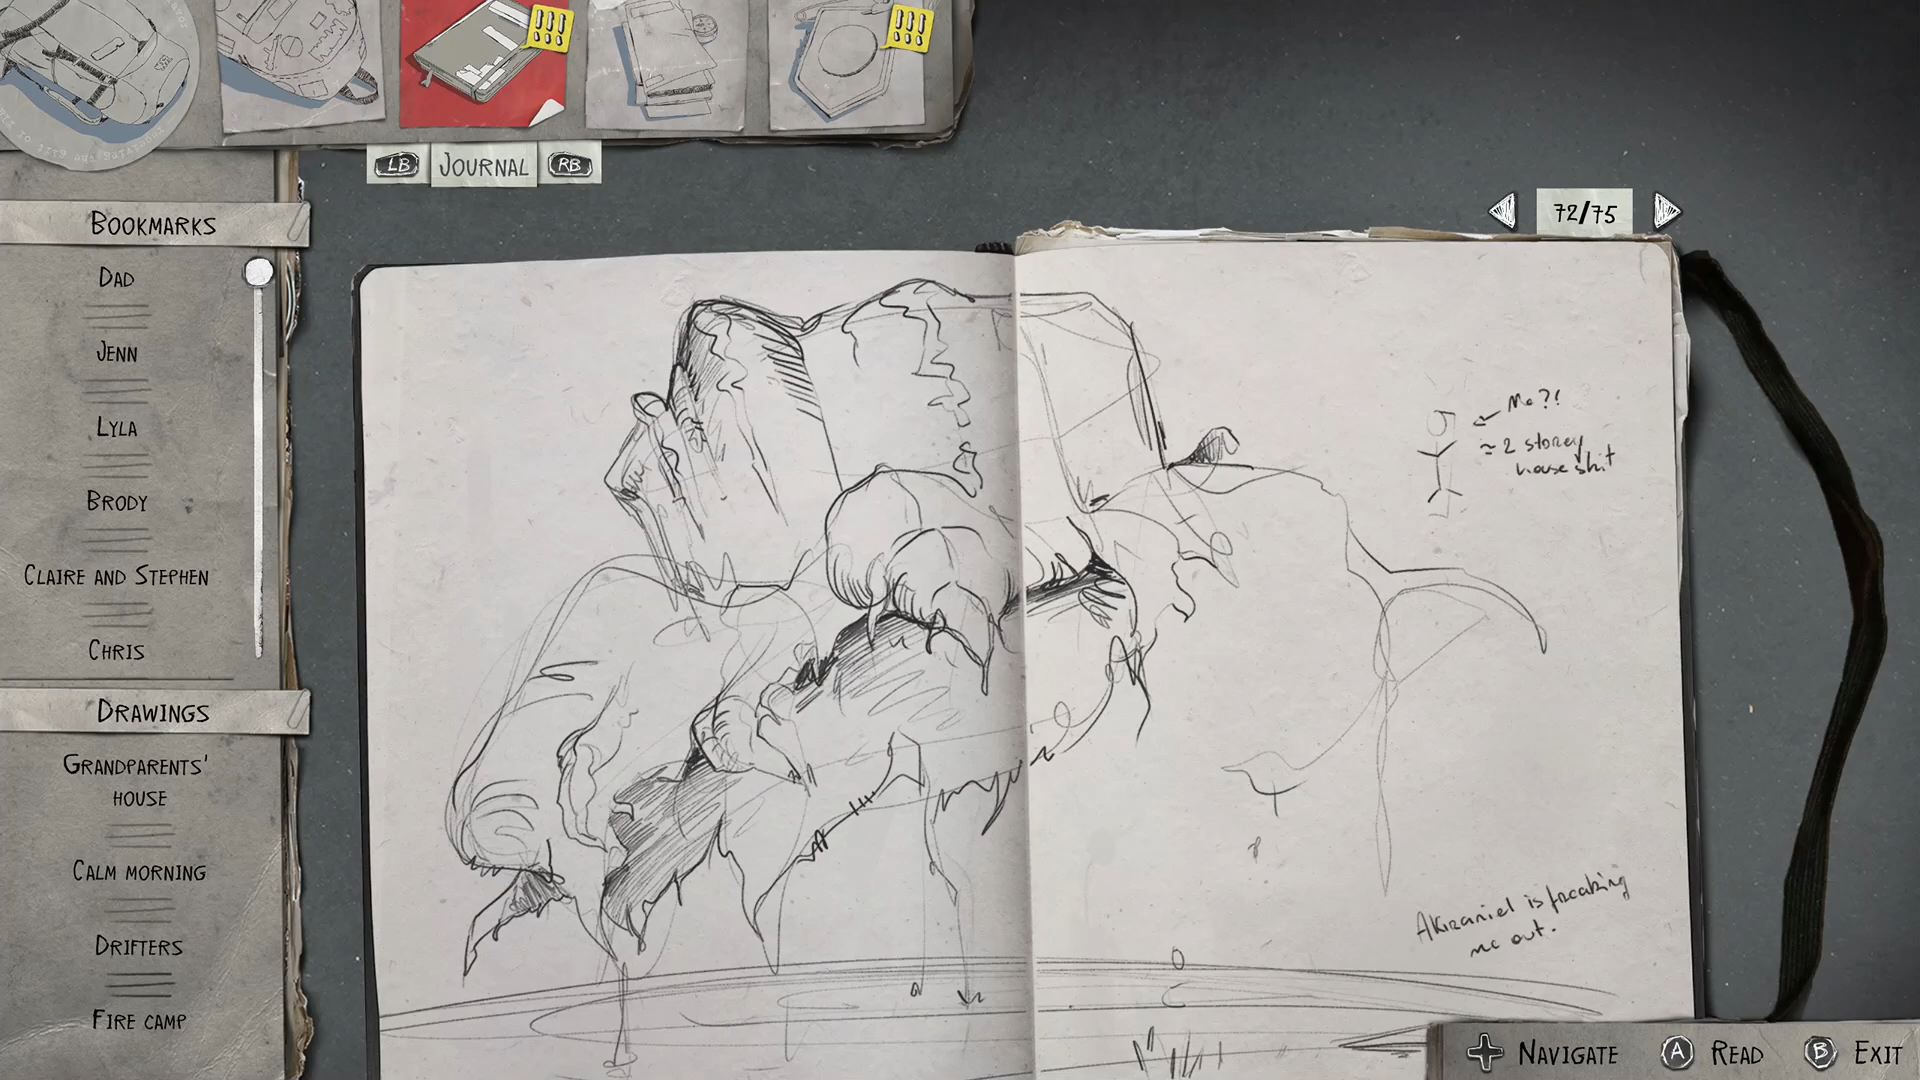 LB JOURNAL RB
72/75
BOOKMARKS
DAD
JENN
LYLA
BRODY
CLAIRE AND STEPHEN
CHRIS
DRAWINGS
GRANDPARENTS'
HOUSE
CALM MORNING
DRIFTERS
FIRE CAMP
Me?!
≈ 2 storey
house shit
Akizaniel is freaking
me out.
NAVIGATE A READ B EXIT